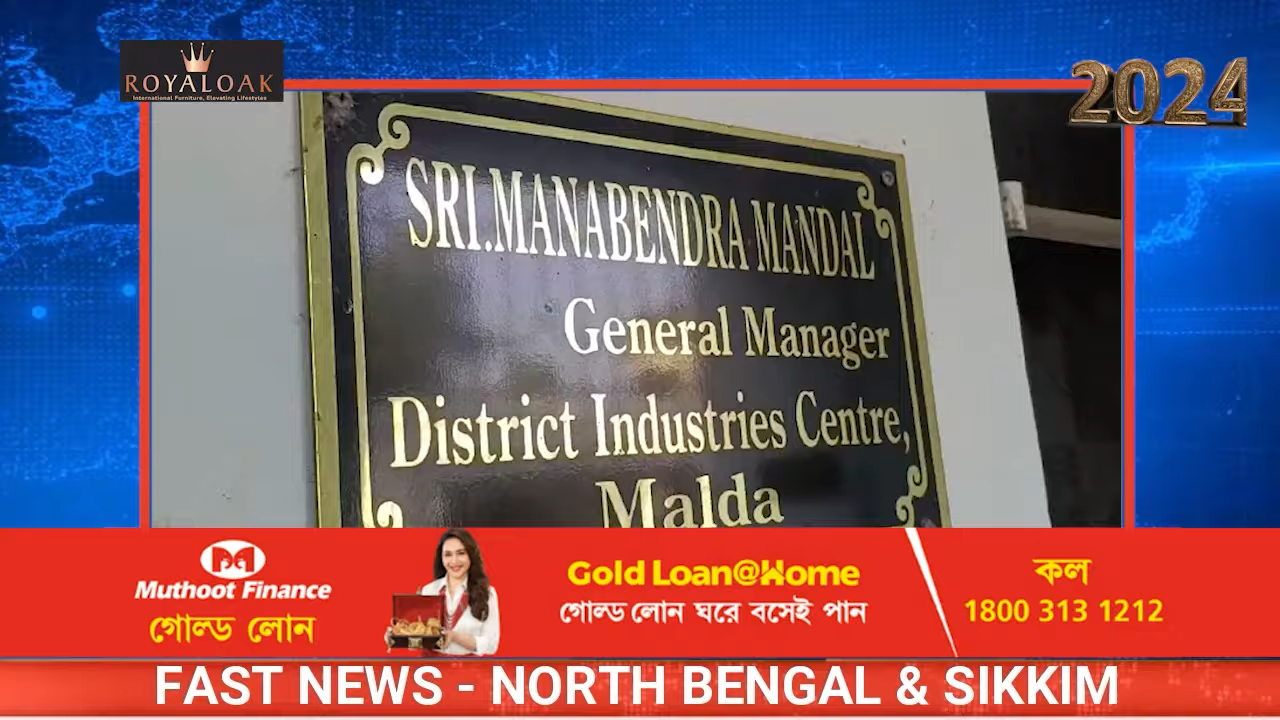 ROYALOAK
International Furniture, Elevating Lifestyles
2024
SRI.MANABENDRA MANDAL
General Manager
District Industries Centre,
Malda
Muthoot Finance
গোল্ড লোন
Gold Loan@Home
গোল্ড লোন ঘরে বসেই পান
কল
1800 313 1212
FAST NEWS - NORTH BENGAL & SIKKIM